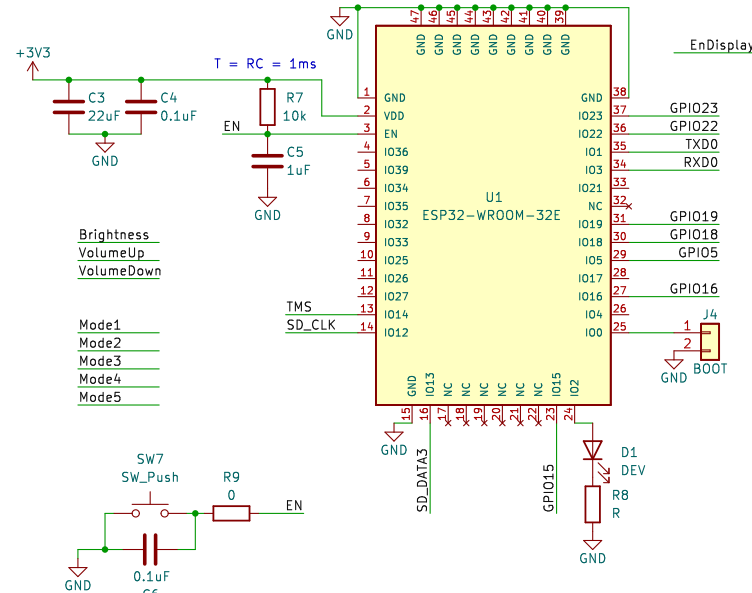 47
46
45
44
43
42
41
40
39
GND
GND
GND
GND
GND
GND
GND
GND
GND
GND
EnDisplay
+3V3
T = RC = 1ms
C3
22uF
C4
0.1uF
R7
10k
GND
EN
C5
1uF
GND
1 GND
2 VDD
3 EN
4 IO36
5 IO39
6 IO34
7 IO35
8 IO32
9 IO33
10 IO25
11 IO26
12 IO27
13 IO14
14 IO12
TMS
SD_CLK
U1
ESP32-WROOM-32E
GND 38
IO23 37 GPIO23
IO22 36 GPIO22
IO1 35 TXD0
IO3 34 RXD0
IO21 33
NC 32
IO19 31 GPIO19
IO18 30 GPIO18
IO5 29 GPIO5
IO17 28
IO16 27 GPIO16
IO4 26
IO0 25
J4
1
2
GND
BOOT
Brightness
VolumeUp
VolumeDown
Mode1
Mode2
Mode3
Mode4
Mode5
GND
IO13
NC
NC
NC
NC
NC
NC
IO15
IO2
15
16
17
18
19
20
21
22
23
24
GND
SD_DATA3
GPIO15
D1
DEV
R8
R
GND
SW7
SW_Push
R9
0
EN
GND
0.1uF